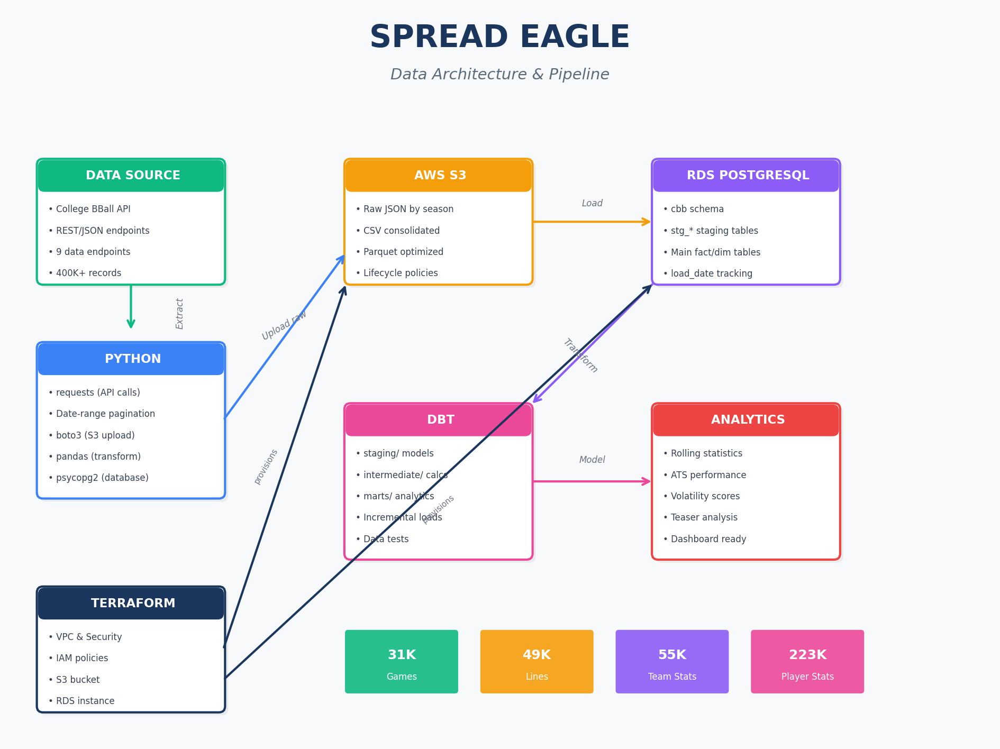 SPREAD EAGLE
Data Architecture & Pipeline
DATA SOURCE
• College BBall API
• REST/JSON endpoints
• 9 data endpoints
• 400K+ records
Extract
PYTHON
• requests (API calls)
• Date-range pagination
• boto3 (S3 upload)
• pandas (transform)
• psycopg2 (database)
Upload raw
AWS S3
• Raw JSON by season
• CSV consolidated
• Parquet optimized
• Lifecycle policies
Load
RDS POSTGRESQL
• cbb schema
• stg_* staging tables
• Main fact/dim tables
• load_date tracking
Transform
DBT
• staging/ models
• intermediate/ calcs
• marts/ analytics
• Incremental loads
• Data tests
Model
ANALYTICS
• Rolling statistics
• ATS performance
• Volatility scores
• Teaser analysis
• Dashboard ready
provisions
provisions
TERRAFORM
• VPC & Security
• IAM policies
• S3 bucket
• RDS instance
31K
Games
49K
Lines
55K
Team Stats
223K
Player Stats